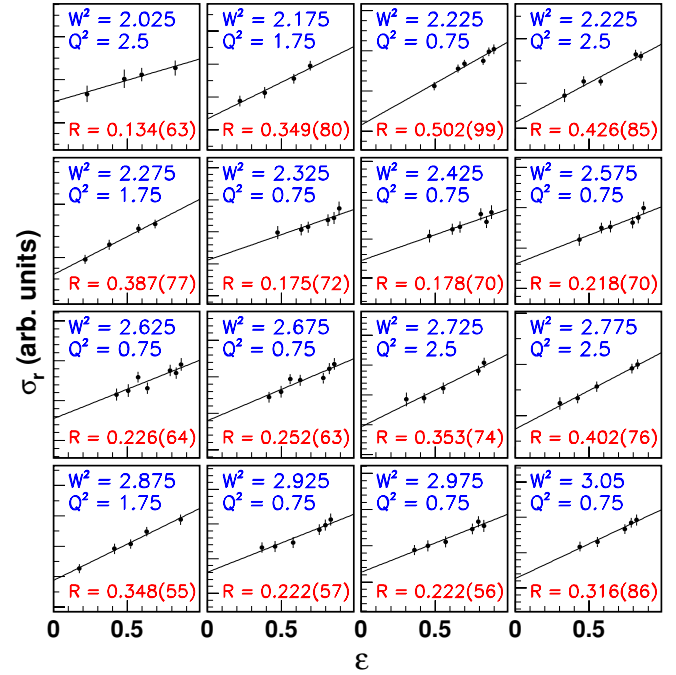 W² = 2.025
Q² = 2.5
R = 0.134(63)
W² = 2.175
Q² = 1.75
R = 0.349(80)
W² = 2.225
Q² = 0.75
R = 0.502(99)
W² = 2.225
Q² = 2.5
R = 0.426(85)
W² = 2.275
Q² = 1.75
R = 0.387(77)
W² = 2.325
Q² = 0.75
R = 0.175(72)
W² = 2.425
Q² = 0.75
R = 0.178(70)
W² = 2.575
Q² = 0.75
R = 0.218(70)
σr (arb. units)
W² = 2.625
Q² = 0.75
R = 0.226(64)
W² = 2.675
Q² = 0.75
R = 0.252(63)
W² = 2.725
Q² = 2.5
R = 0.353(74)
W² = 2.775
Q² = 2.5
R = 0.402(76)
W² = 2.875
Q² = 1.75
R = 0.348(55)
W² = 2.925
Q² = 0.75
R = 0.222(57)
W² = 2.975
Q² = 0.75
R = 0.222(56)
W² = 3.05
Q² = 0.75
R = 0.316(86)
0 0.5 0 0.5 0 0.5 0 0.5
ε